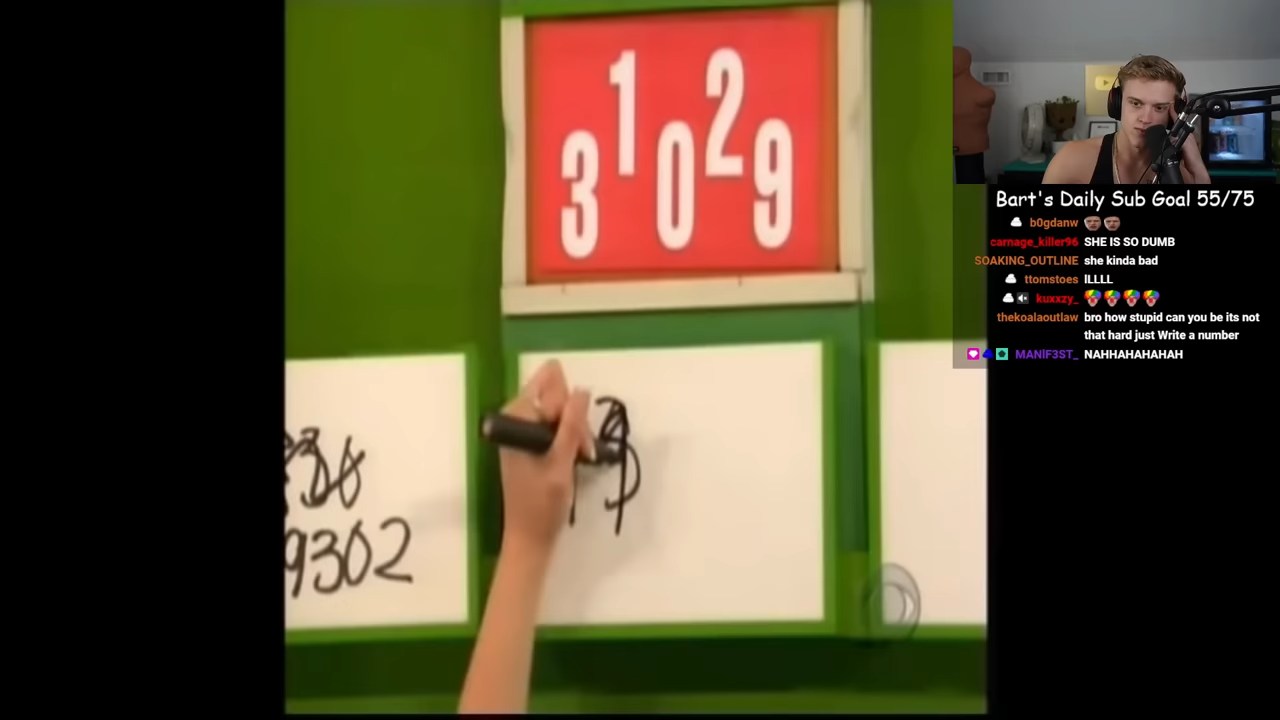 3 1 0 2 9
9302
Bart's Daily Sub Goal 55/75
b0gdanw
carnage_killer96 SHE IS SO DUMB
SOAKING_OUTLINE she kinda bad
ttomstoes lLLLL
kuxxzy_
thekoalaoutlaw bro how stupid can you be its not
that hard just Write a number
MANIF3ST_ NAHHAHAHAHAH